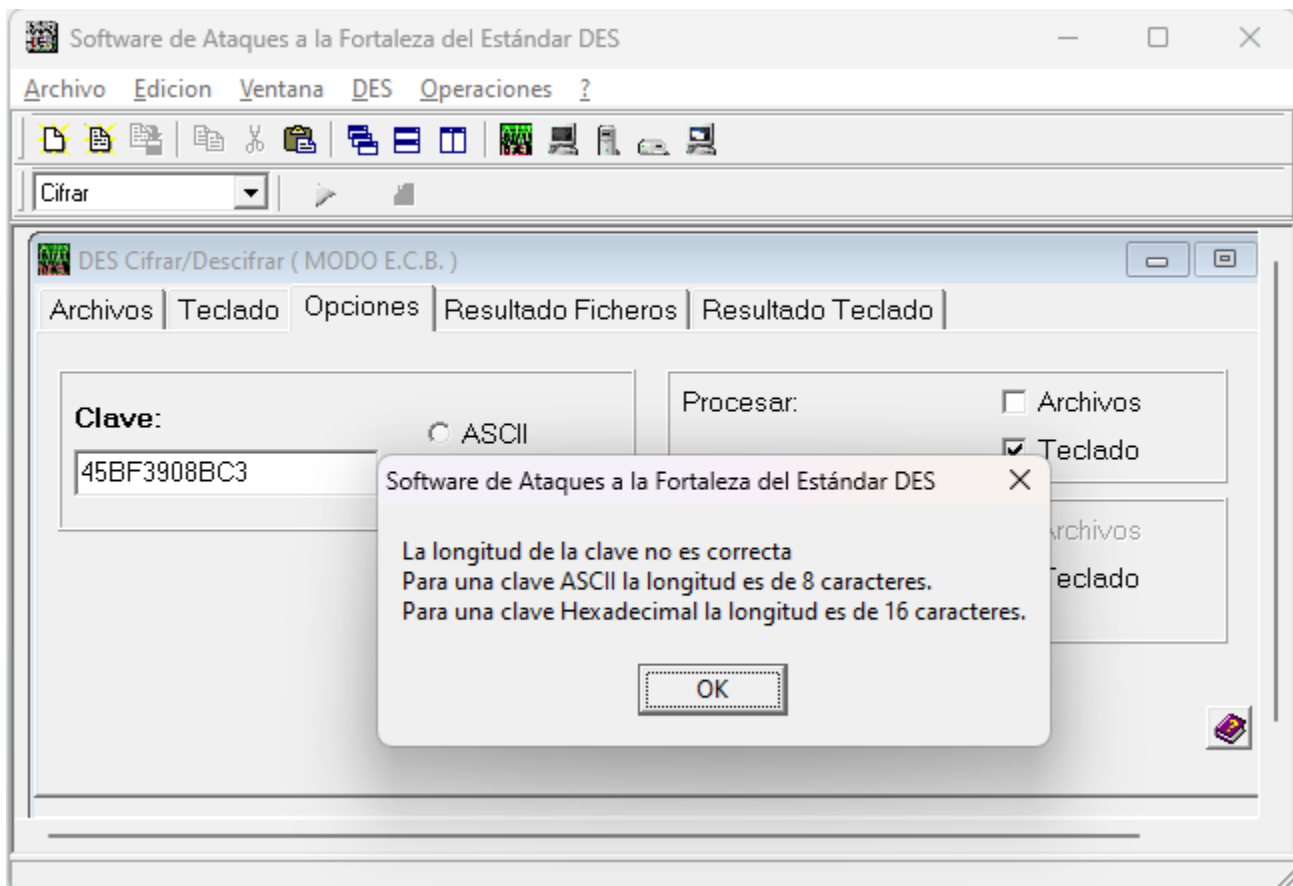 Software de Ataques a la Fortaleza del Estándar DES
Archivo Edicion Ventana DES Operaciones ?
Cifrar
DES Cifrar/Descifrar ( MODO E.C.B. )
Archivos Teclado Opciones Resultado Ficheros Resultado Teclado
Clave:
ASCII
45BF3908BC3
Procesar:
Archivos
Teclado
Software de Ataques a la Fortaleza del Estándar DES
La longitud de la clave no es correcta
Para una clave ASCII la longitud es de 8 caracteres.
Para una clave Hexadecimal la longitud es de 16 caracteres.
OK
rchivos
eclado